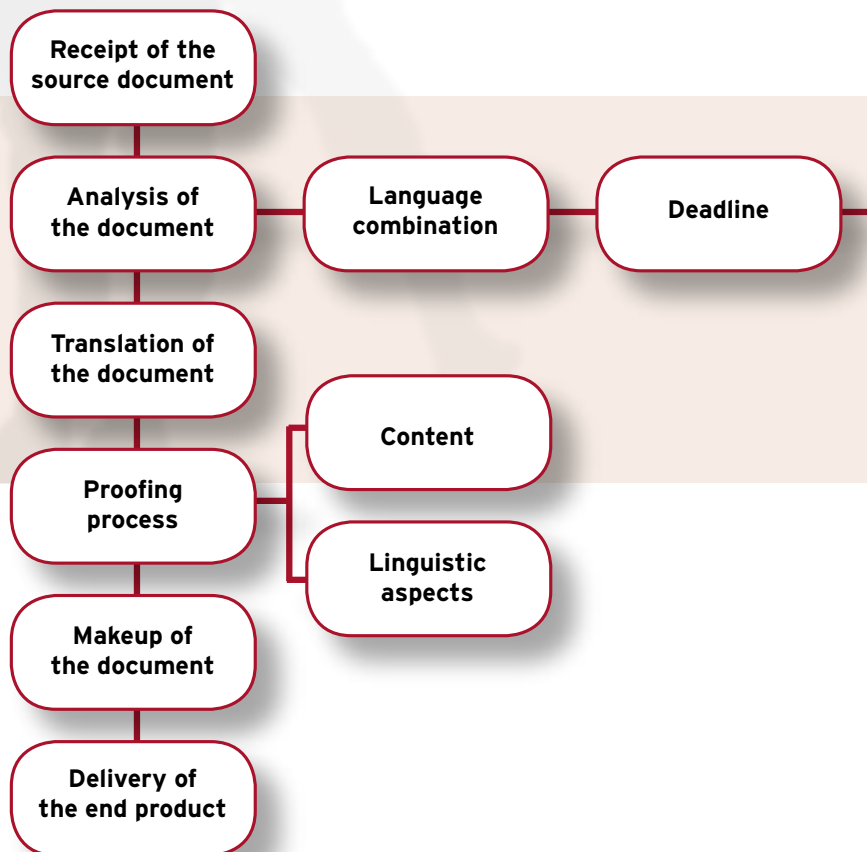 Receipt of the
source document
Analysis of
the document
Language
combination
Deadline
Translation of
the document
Content
Proofing
process
Linguistic
aspects
Makeup of
the document
Delivery of
the end product